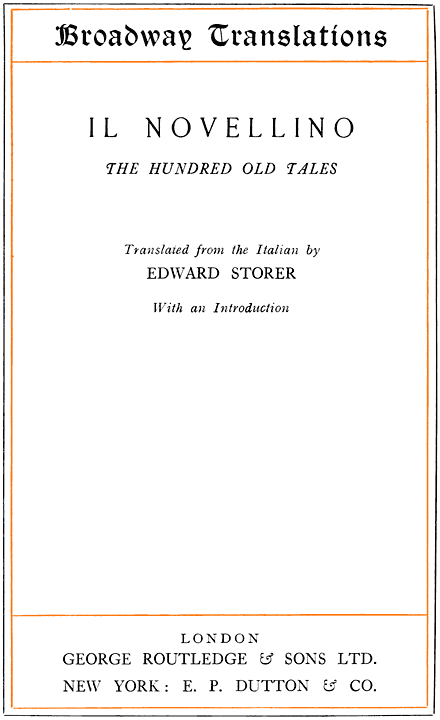 Broadway Translations
IL NOVELLINO
THE HUNDRED OLD TALES
Translated from the Italian by
EDWARD STORER
With an Introduction
LONDON
GEORGE ROUTLEDGE & SONS LTD.
NEW YORK: E. P. DUTTON & CO.